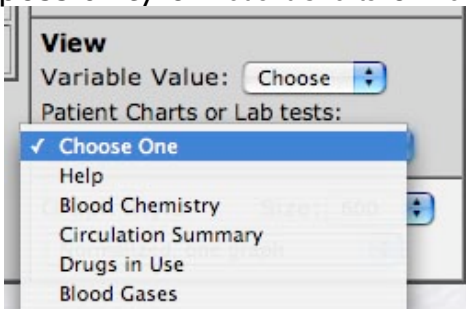 View
Variable Value: Choose
Patient Charts or Lab tests:
✓ Choose One
Help
Blood Chemistry
Circulation Summary
Drugs in Use
Blood Gases